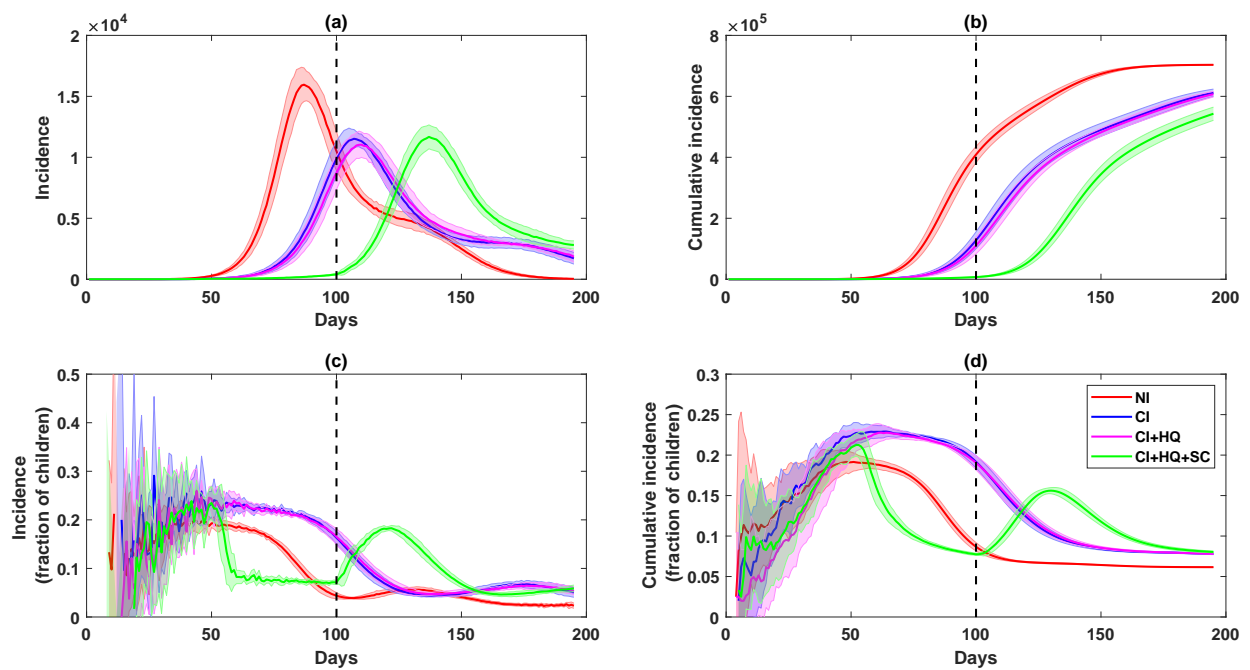 (a)
×10^4
Incidence
0
0.5
1
1.5
2
0
50
100
150
200
Days
(b)
×10^5
Cumulative incidence
0
2
4
6
8
0
50
100
150
200
Days
(c)
Incidence
(fraction of children)
0
0.1
0.2
0.3
0.4
0.5
0
50
100
150
200
Days
(d)
Cumulative incidence
(fraction of children)
0
0.05
0.1
0.15
0.2
0.25
0.3
0
50
100
150
200
Days
NI
CI
CI+HQ
CI+HQ+SC